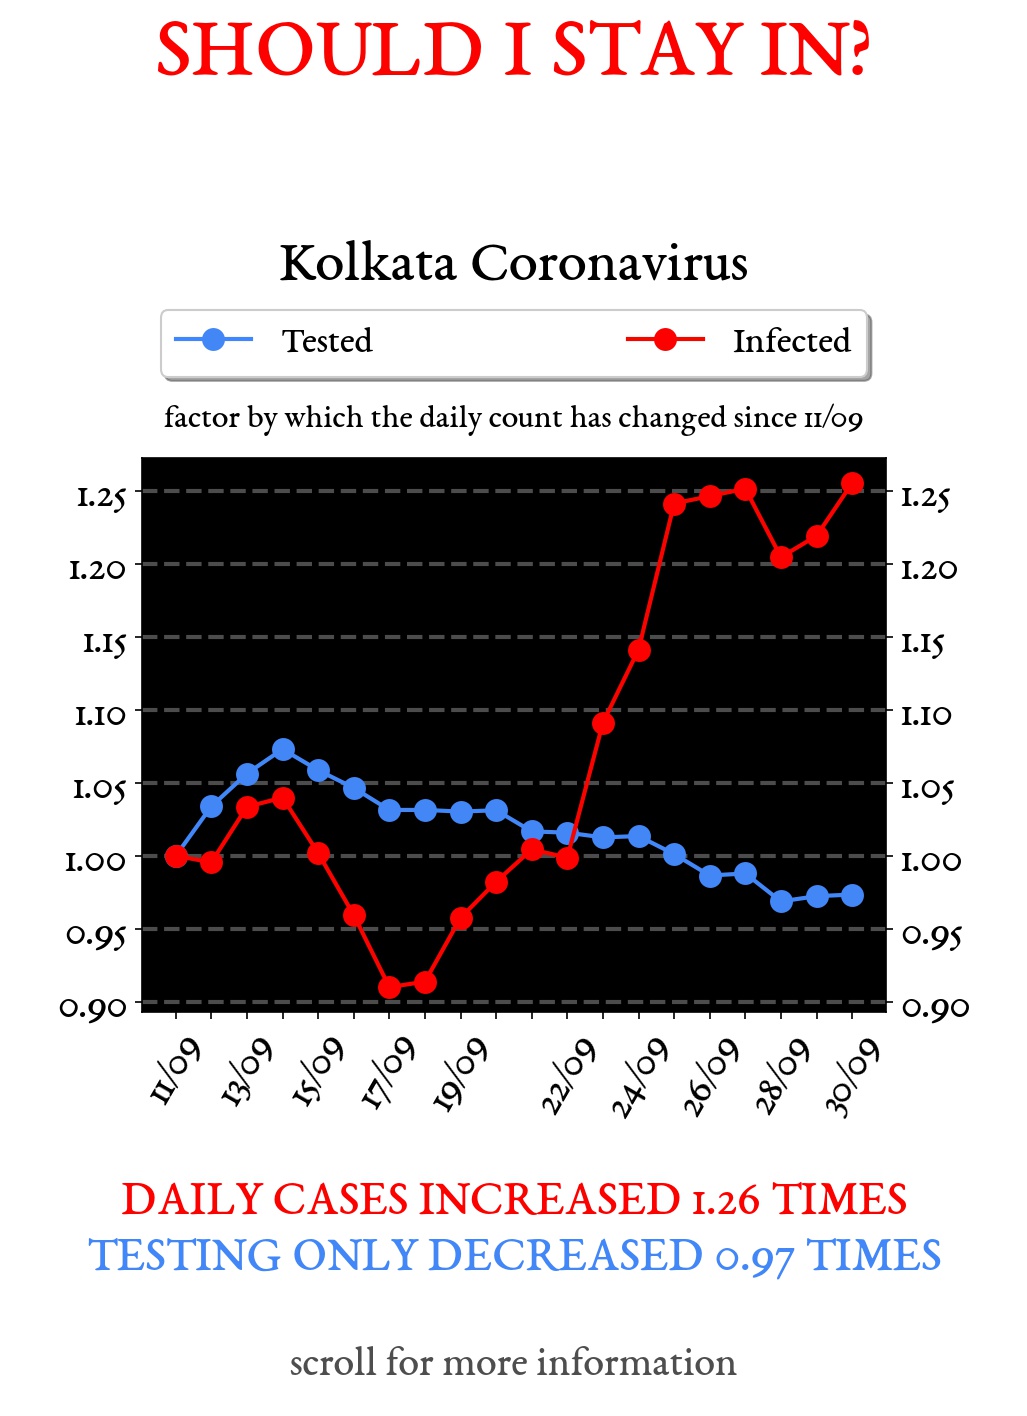 SHOULD I STAY IN?
Kolkata Coronavirus
Tested Infected
factor by which the daily count has changed since 11/09
1.25 1.25
1.20 1.20
1.15 1.15
1.10 1.10
1.05 1.05
1.00 1.00
0.95 0.95
0.90 0.90
11/09 13/09 15/09 17/09 19/09 22/09 24/09 26/09 28/09 30/09
DAILY CASES INCREASED 1.26 TIMES
TESTING ONLY DECREASED 0.97 TIMES
scroll for more information